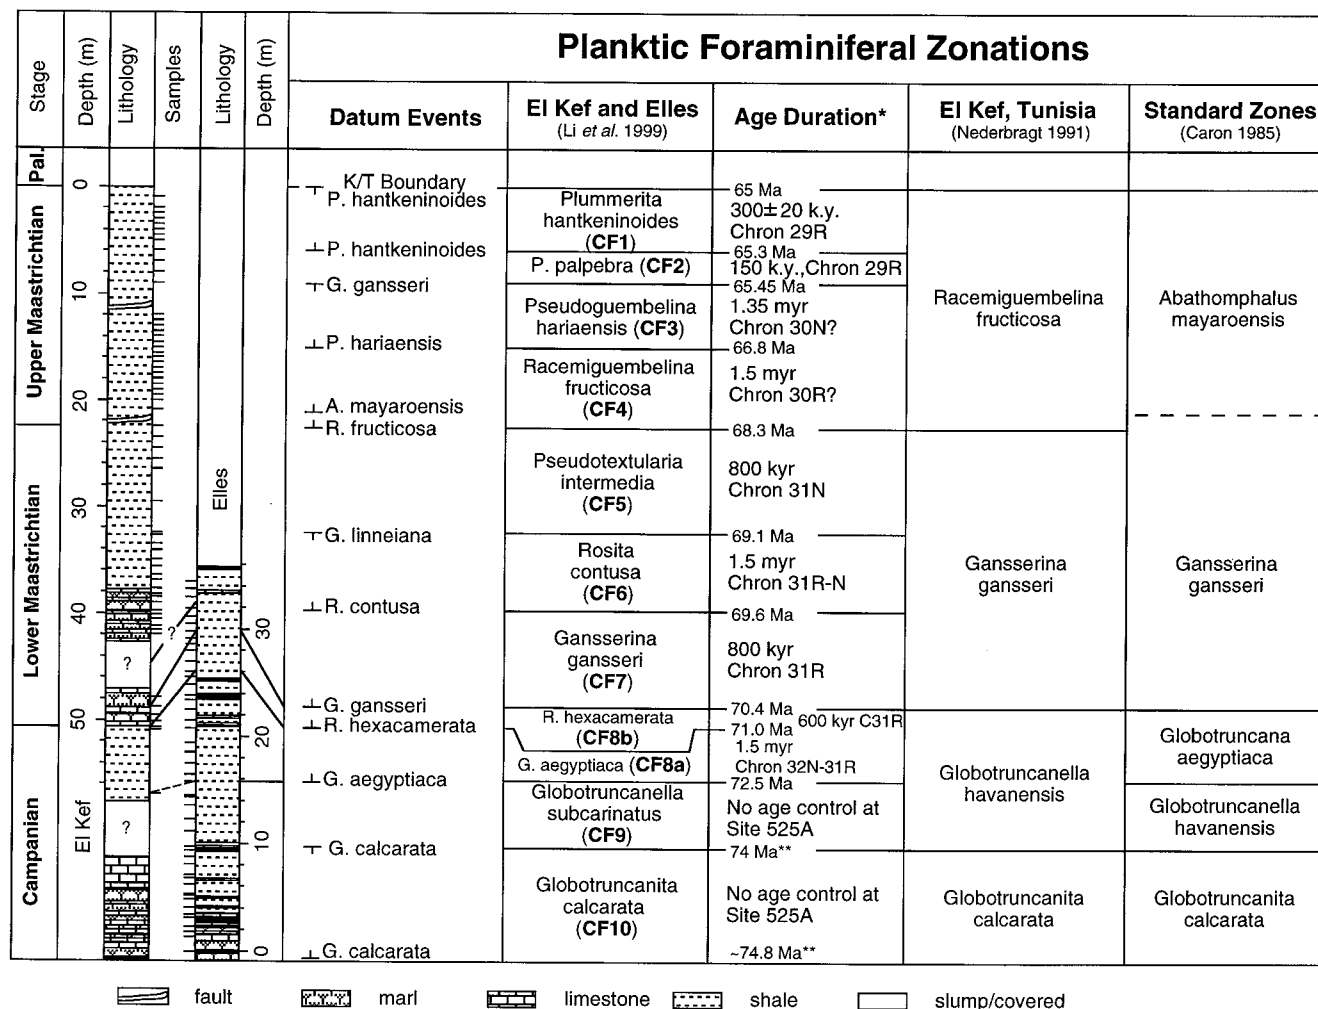 Planktic Foraminiferal Zonations
Stage
Depth (m)
Lithology
Samples
Lithology
Depth (m)
Datum Events
El Kef and Elles
(Li et al. 1999)
Age Duration*
El Kef, Tunisia
(Nederbragt 1991)
Standard Zones
(Caron 1985)
Pal.
Upper Maastrichtian
Lower Maastrichtian
Campanian
0
10
20
30
40
50
El Kef
?
?
?
Elles
30
20
10
0
K/T Boundary
P. hantkeninoides
P. hantkeninoides
G. gansseri
P. hariaensis
A. mayaroensis
R. fructicosa
G. linneiana
R. contusa
G. gansseri
R. hexacamerata
G. aegyptiaca
G. calcarata
G. calcarata
Plummerita
hantkeninoides
(CF1)
P. palpebra (CF2)
Pseudoguembelina
hariaensis (CF3)
Racemiguembelina
fructicosa
(CF4)
Pseudotextularia
intermedia
(CF5)
Rosita
contusa
(CF6)
Gansserina
gansseri
(CF7)
R. hexacamerata
(CF8b)
G. aegyptiaca (CF8a)
Globotruncanella
subcarinatus
(CF9)
Globotruncanita
calcarata
(CF10)
65 Ma
300±20 k.y.
Chron 29R
65.3 Ma
150 k.y.,Chron 29R
65.45 Ma
1.35 myr
Chron 30N?
66.8 Ma
1.5 myr
Chron 30R?
68.3 Ma
800 kyr
Chron 31N
69.1 Ma
1.5 myr
Chron 31R-N
69.6 Ma
800 kyr
Chron 31R
70.4 Ma
600 kyr C31R
71.0 Ma
1.5 myr
Chron 32N-31R
72.5 Ma
No age control at
Site 525A
74 Ma**
No age control at
Site 525A
~74.8 Ma**
Racemiguembelina
fructicosa
Gansserina
gansseri
Globotruncanella
havanensis
Globotruncanita
calcarata
Abathomphalus
mayaroensis
Gansserina
gansseri
Globotruncana
aegyptiaca
Globotruncanella
havanensis
Globotruncanita
calcarata
fault
marl
limestone
shale
slump/covered